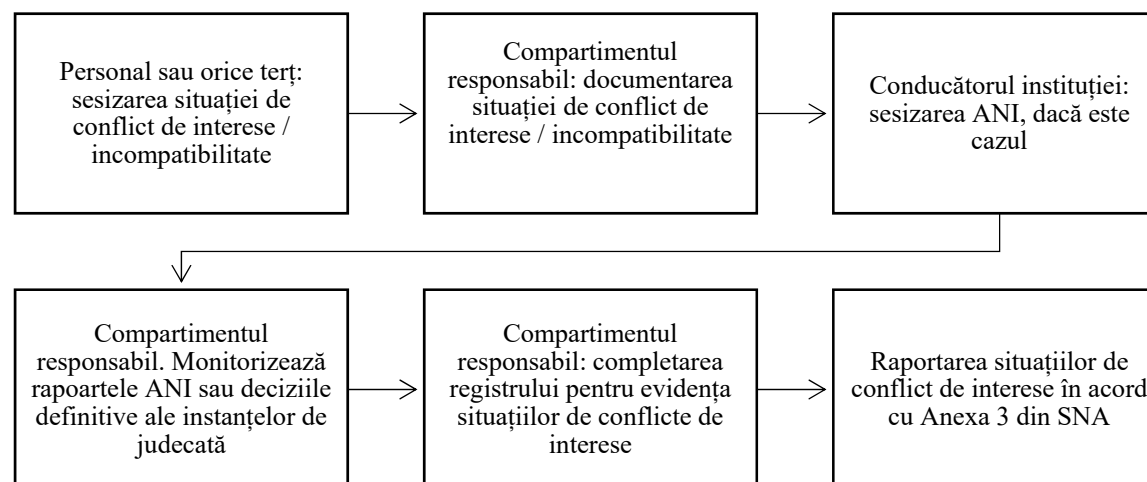 Personal sau orice terț:
sesizarea situației de
conflict de interese /
incompatibilitate
Compartimentul
responsabil: documentarea
situației de conflict de
interese / incompatibilitate
Conducătorul instituției:
sesizarea ANI, dacă este
cazul
Compartimentul
responsabil. Monitorizează
rapoartele ANI sau deciziile
definitive ale instanțelor de
judecată
Compartimentul
responsabil: completarea
registrului pentru evidența
situațiilor de conflicte de
interese
Raportarea situațiilor de
conflict de interese în acord
cu Anexa 3 din SNA